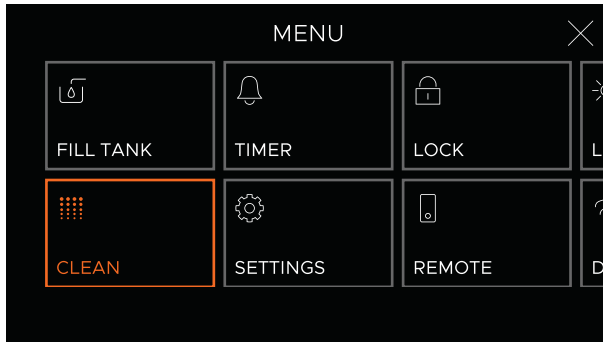 MENU
FILL TANK
TIMER
LOCK
L
CLEAN
SETTINGS
REMOTE
D